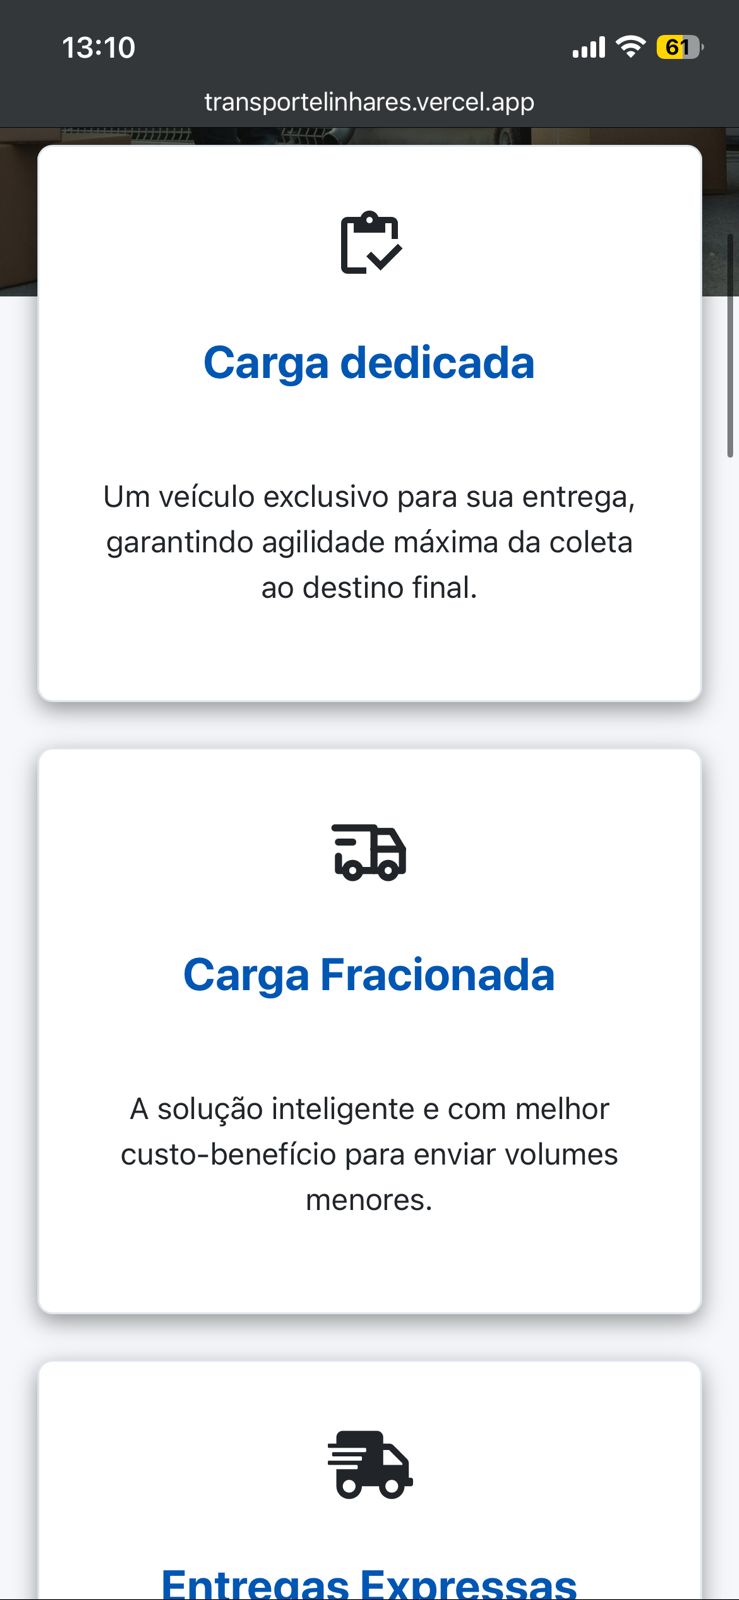 13:10
61
transportelinhares.vercel.app
Carga dedicada
Um veículo exclusivo para sua entrega,
garantindo agilidade máxima da coleta
ao destino final.
Carga Fracionada
A solução inteligente e com melhor
custo-benefício para enviar volumes
menores.
Entregas Expressas